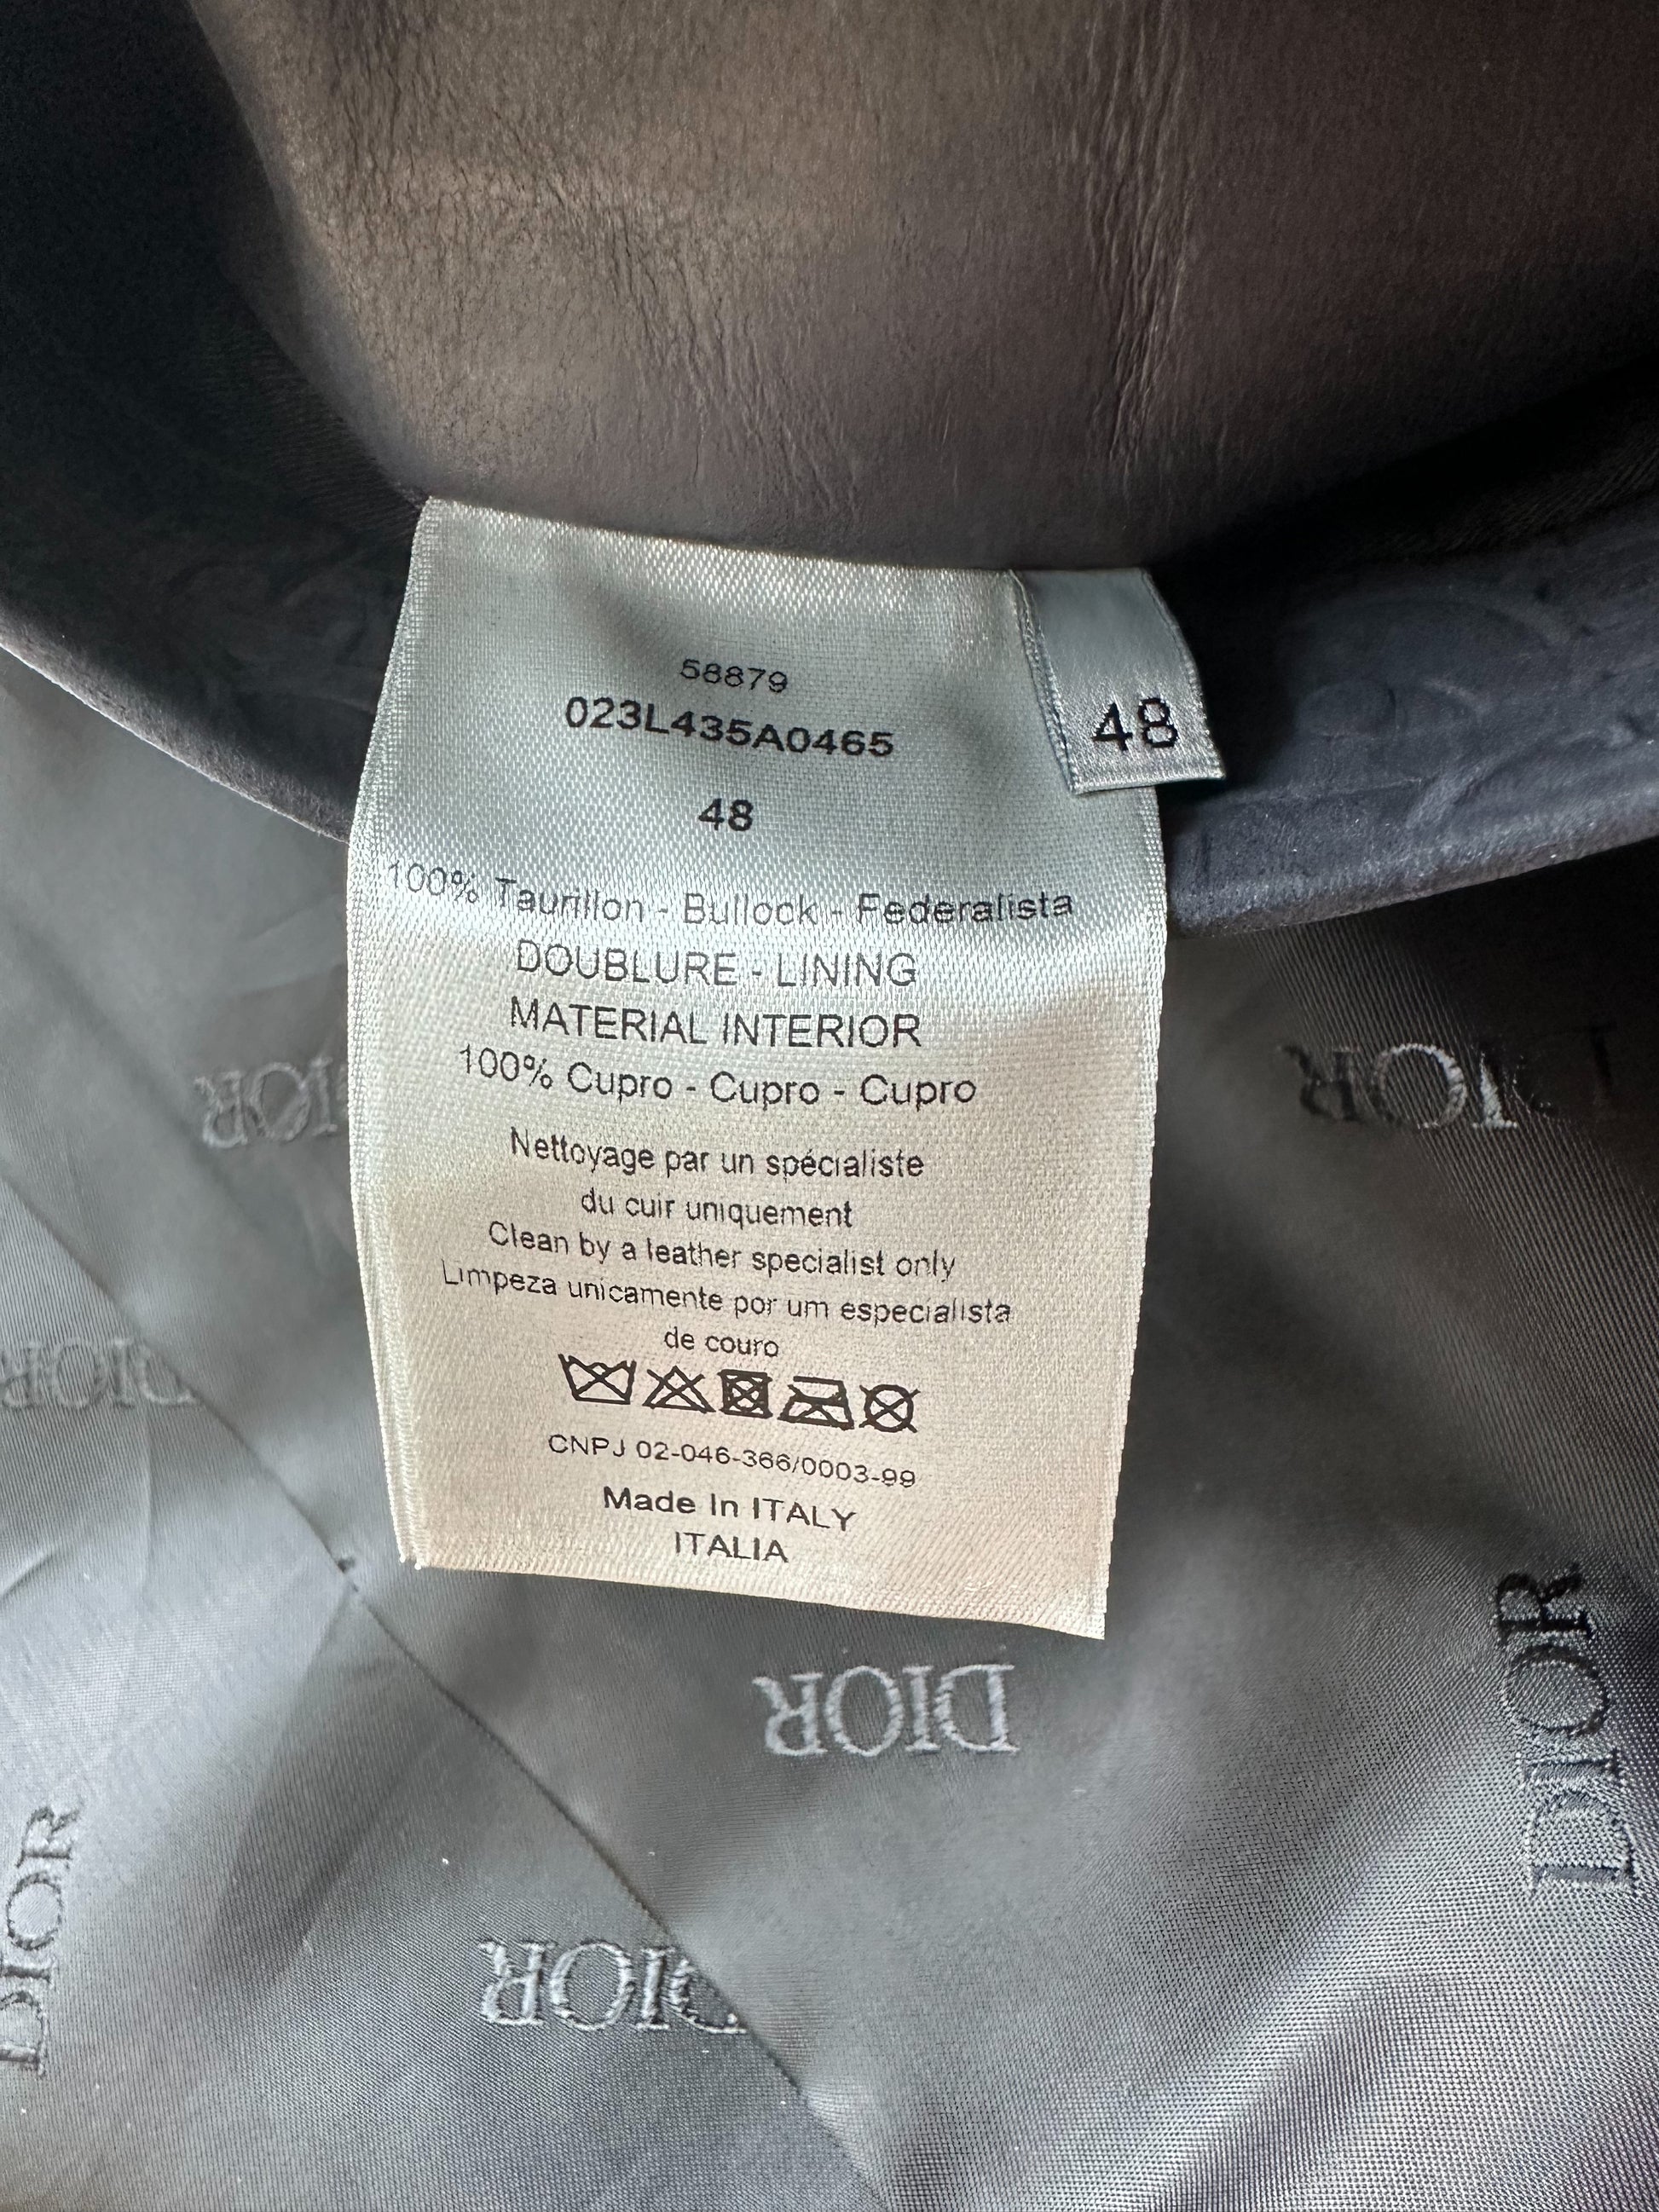 58879
023L435A0465
48
48
100% Taurillon - Bullock - Federalista
DOUBLURE - LINING
MATERIAL INTERIOR
100% Cupro - Cupro - Cupro
Nettoyage par un spécialiste
du cuir uniquement
Clean by a leather specialist only
Limpeza unicamente por um especialista
de couro
CNPJ 02-046-366/0003-99
Made In ITALY
ITALIA
DIOR
DIOR
DIOR
DIOR
DIOR
DIOR
DIOR